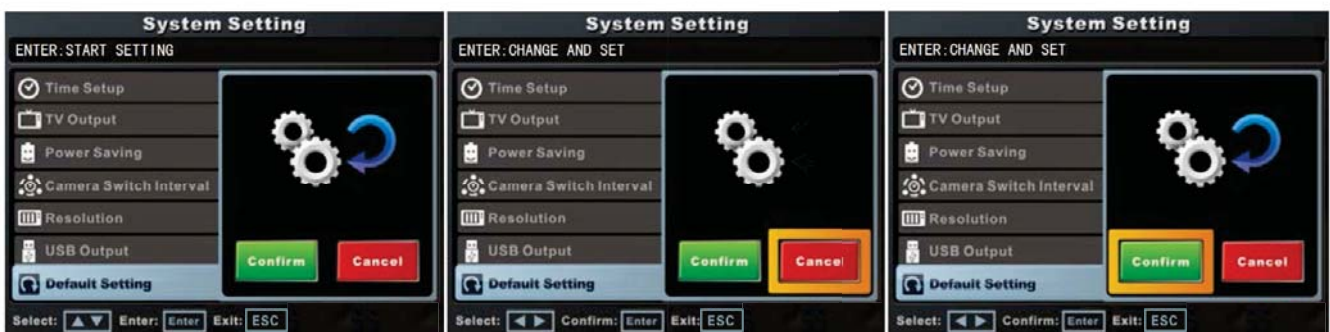 System Setting
ENTER:START SETTING
Time Setup
TV Output
Power Saving
Camera Switch Interval
Resolution
USB Output
Default Setting
Confirm Cancel
Select: ▲ ▼ Enter: Enter Exit: ESC
System Setting
ENTER:CHANGE AND SET
Time Setup
TV Output
Power Saving
Camera Switch Interval
Resolution
USB Output
Default Setting
Confirm Cancel
Select: ◀ ▶ Confirm: Enter Exit: ESC
System Setting
ENTER:CHANGE AND SET
Time Setup
TV Output
Power Saving
Camera Switch Interval
Resolution
USB Output
Default Setting
Confirm Cancel
Select: ◀ ▶ Confirm: Enter Exit: ESC